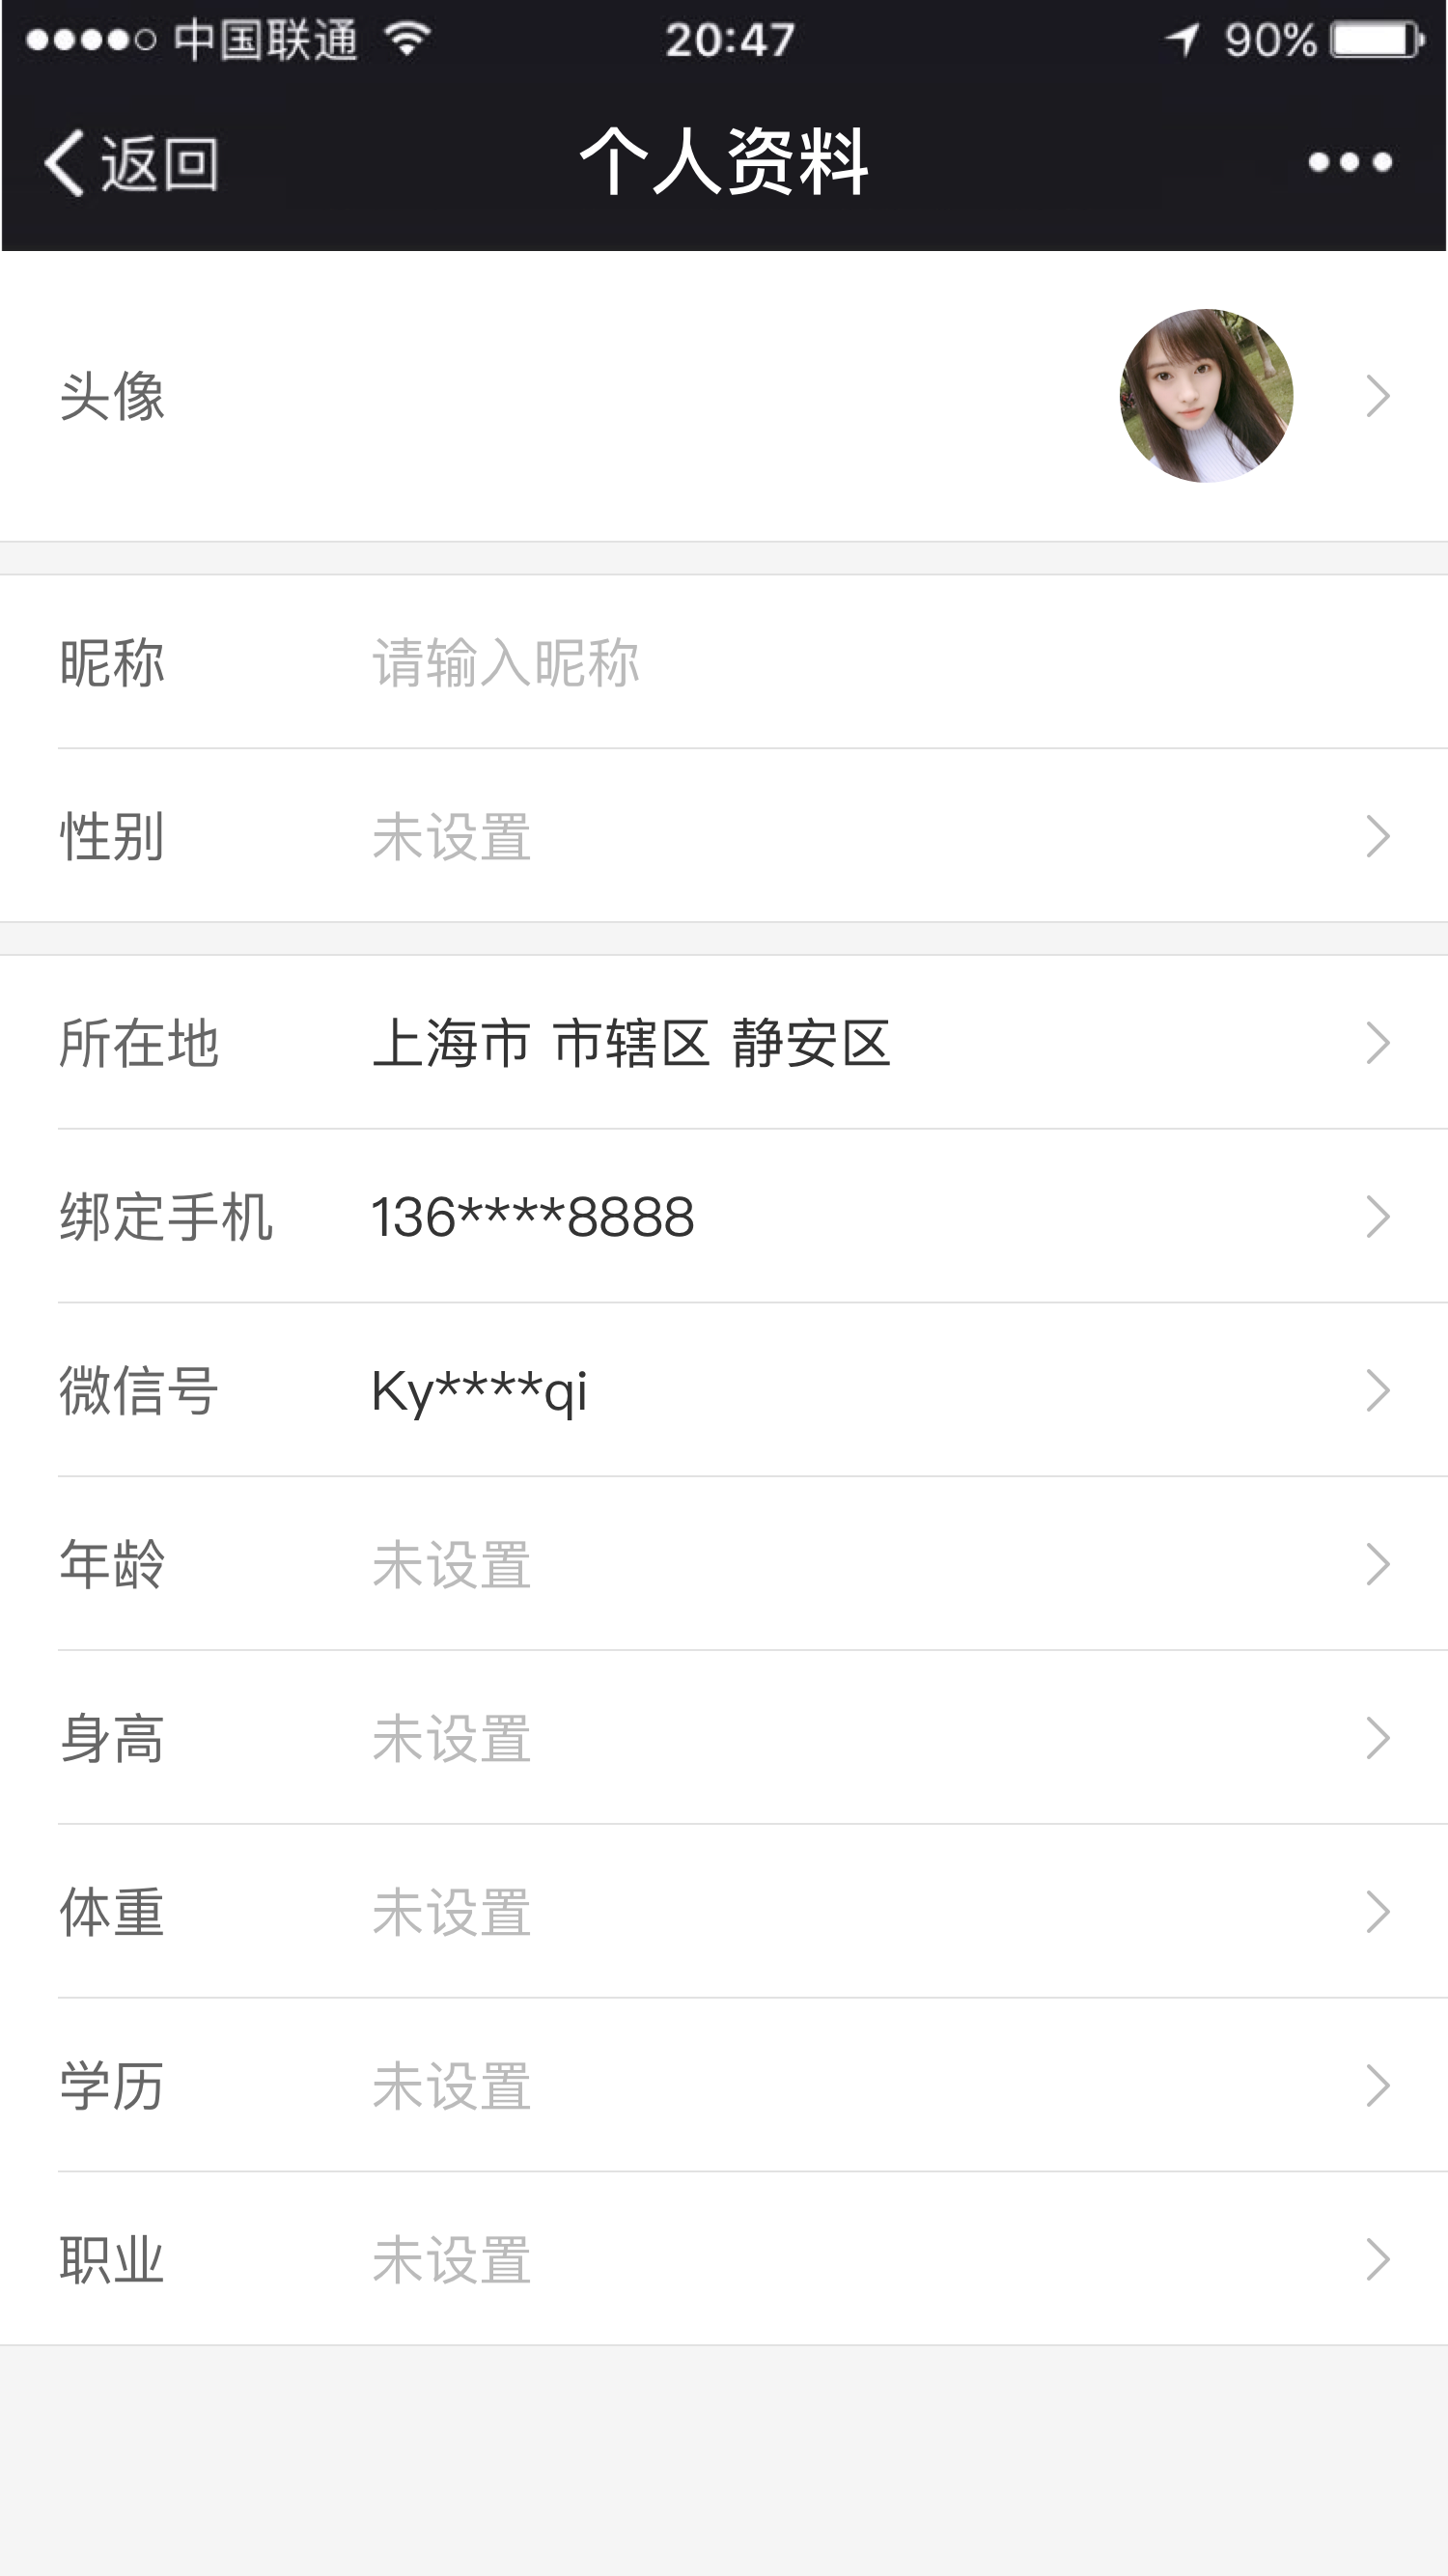 中国联通 20:47 90%
返回 个人资料
头像
昵称 请输入昵称
性别 未设置
所在地 上海市 市辖区 静安区
绑定手机 136****8888
微信号 Ky****qi
年龄 未设置
身高 未设置
体重 未设置
学历 未设置
职业 未设置